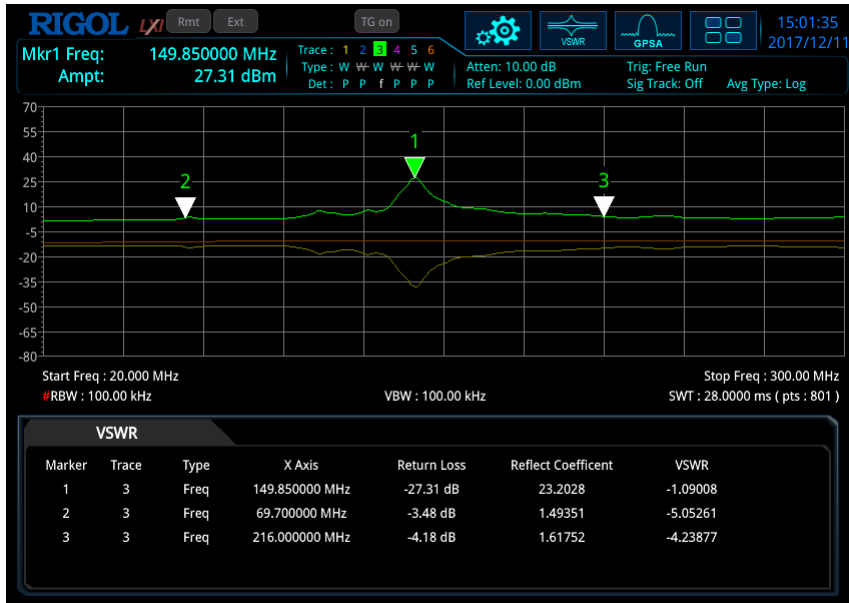 RIGOL LXI Rmt Ext TG on VSWR GPSA 15:01:35
2017/12/11
Mkr1 Freq: 149.850000 MHz
Ampt: 27.31 dBm
Trace : 1 2 3 4 5 6
Type : W W W W W W
Det : P P f P P P
Atten: 10.00 dB
Ref Level: 0.00 dBm
Trig: Free Run
Sig Track: Off
Avg Type: Log
70
55
40
25
10
-5
-20
-35
-50
-65
-80
1
2
3
Start Freq : 20.000 MHz Stop Freq : 300.00 MHz
#RBW : 100.00 kHz VBW : 100.00 kHz SWT : 28.0000 ms ( pts : 801 )
VSWR
Marker Trace Type X Axis Return Loss Reflect Coefficent VSWR
1 3 Freq 149.850000 MHz -27.31 dB 23.2028 -1.09008
2 3 Freq 69.700000 MHz -3.48 dB 1.49351 -5.05261
3 3 Freq 216.000000 MHz -4.18 dB 1.61752 -4.23877